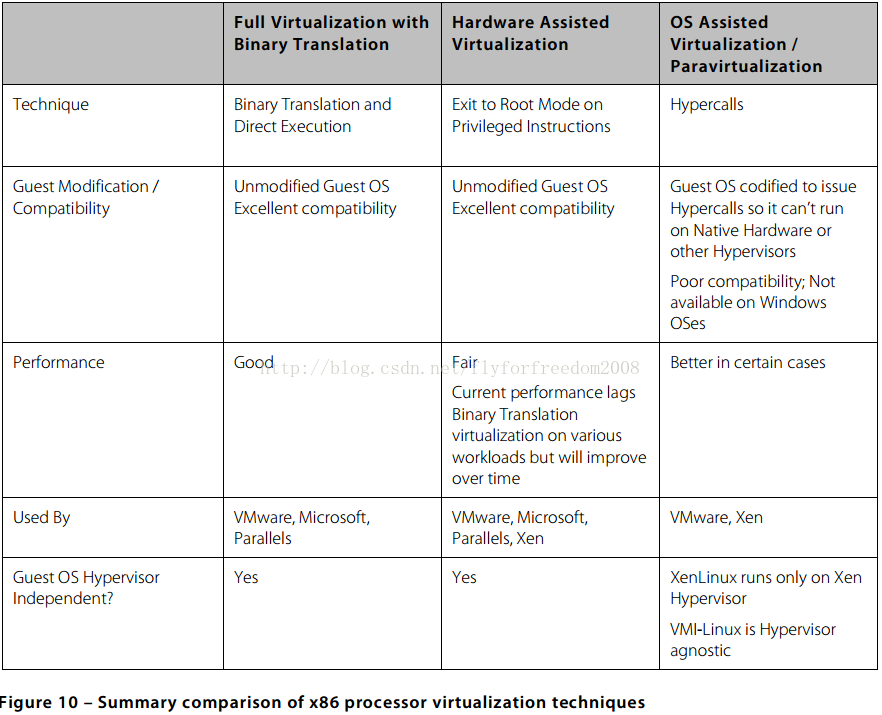 Full Virtualization with
Binary Translation
Hardware Assisted
Virtualization
OS Assisted
Virtualization /
Paravirtualization
Technique
Binary Translation and
Direct Execution
Exit to Root Mode on
Privileged Instructions
Hypercalls
Guest Modification /
Compatibility
Unmodified Guest OS
Excellent compatibility
Unmodified Guest OS
Excellent compatibility
Guest OS codified to issue
Hypercalls so it can’t run
on Native Hardware or
other Hypervisors
Poor compatibility; Not
available on Windows
OSes
Performance
Good
Fair
Current performance lags
Binary Translation
virtualization on various
workloads but will improve
over time
Better in certain cases
http://blog.csdn.net/flyforfreedom2008
Used By
VMware, Microsoft,
Parallels
VMware, Microsoft,
Parallels, Xen
VMware, Xen
Guest OS Hypervisor
Independent?
Yes
Yes
XenLinux runs only on Xen
Hypervisor
VMI-Linux is Hypervisor
agnostic
Figure 10 – Summary comparison of x86 processor virtualization techniques